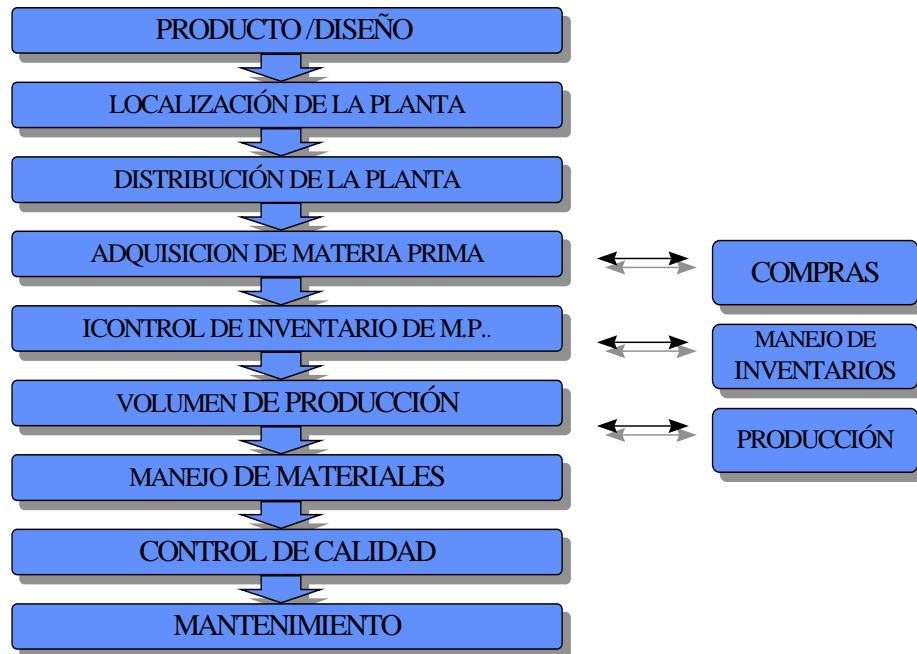 PRODUCTO /DISEÑO
LOCALIZACIÓN DE LA PLANTA
DISTRIBUCIÓN DE LA PLANTA
ADQUISICION DE MATERIA PRIMA
COMPRAS
ICONTROL DE INVENTARIO DE M.P..
MANEJO DE
INVENTARIOS
VOLUMEN DE PRODUCCIÓN
PRODUCCIÓN
MANEJO DE MATERIALES
CONTROL DE CALIDAD
MANTENIMIENTO